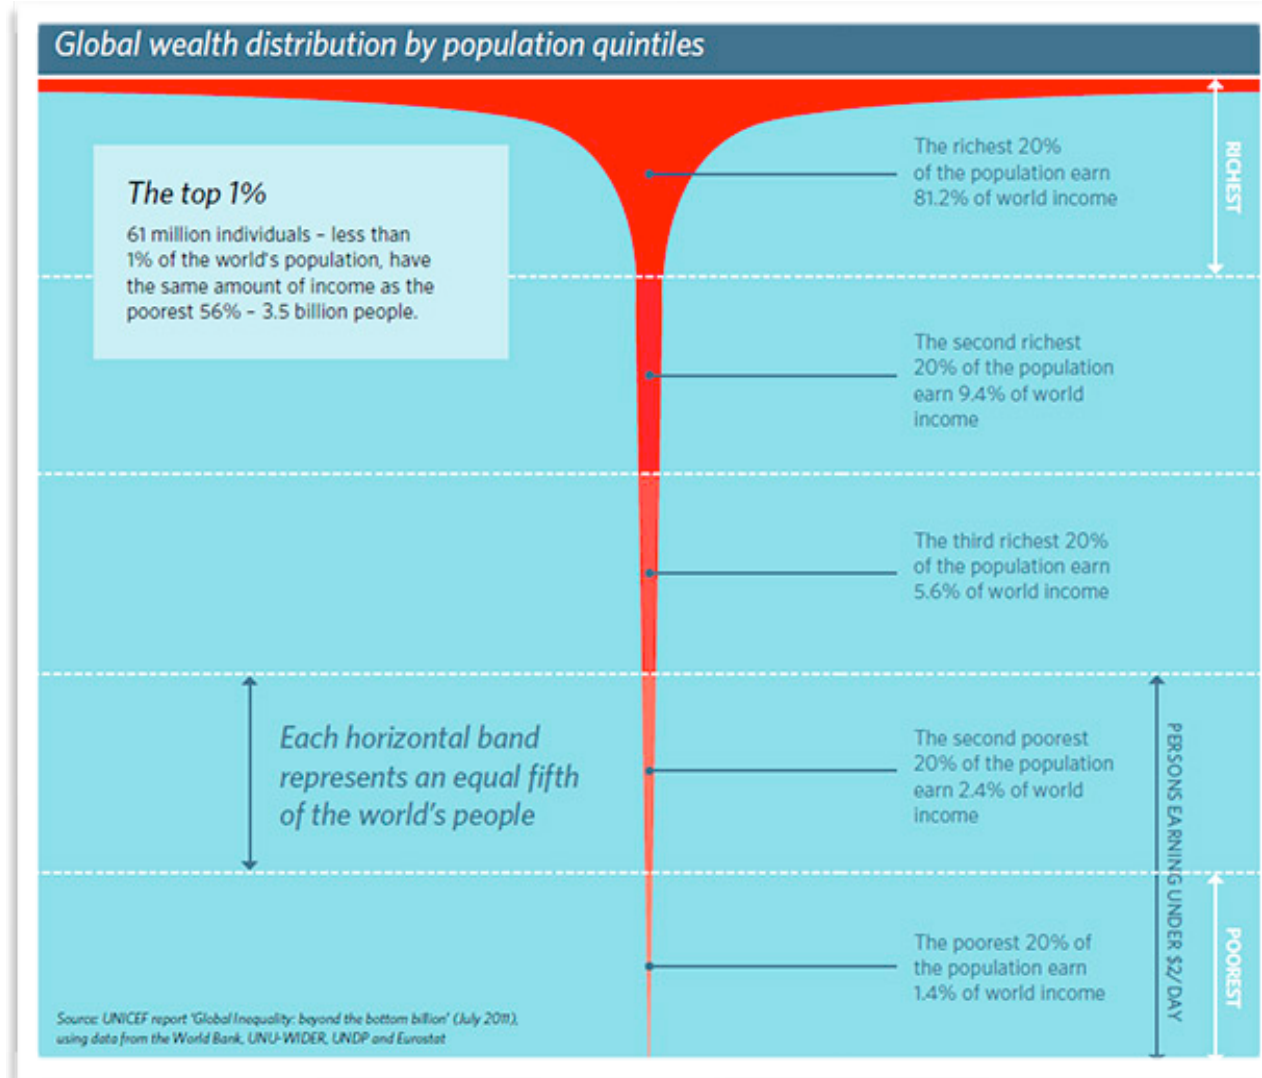 Global wealth distribution by population quintiles
The top 1%
61 million individuals – less than
1% of the world's population, have
the same amount of income as the
poorest 56% – 3.5 billion people.
The richest 20%
of the population earn
81.2% of world income
RICHEST
The second richest
20% of the population
earn 9.4% of world
income
The third richest 20%
of the population earn
5.6% of world income
Each horizontal band
represents an equal fifth
of the world's people
The second poorest
20% of the population
earn 2.4% of world
income
PERSONS EARNING UNDER $2/DAY
The poorest 20% of
the population earn
1.4% of world income
POOREST
Source: UNICEF report 'Global Inequality: beyond the bottom billion' (July 2011),
using data from the World Bank, UNU-WIDER, UNDP and Eurostat